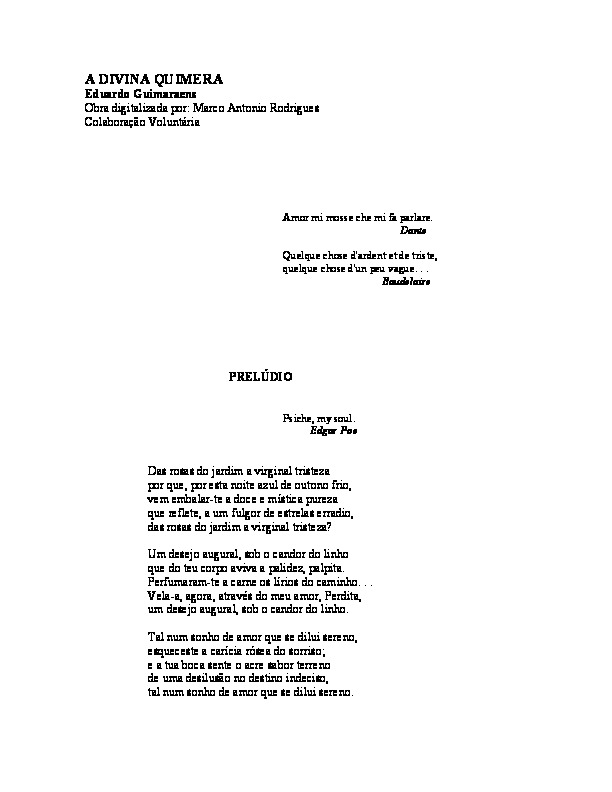 A DIVINA QUIMERA
Eduardo Guimaraens
Obra digitalizada por: Marco Antonio Rodrigues
Colaboração Voluntária
Amor mi mosse che mi fa parlare.
Dante
Quelque chose d'ardent et de triste,
quelque chose d'un peu vague. . .
Baudelaire
PRELÚDIO
Psiche, my soul.
Edgar Poe
Das rosas do jardim a virginal tristeza
por que, por esta noite azul de outono frio,
vem embalar-te a doce e mística pureza
que reflete, a um fulgor de estrelas erradio,
das rosas do jardim a virginal tristeza?
Um desejo augural, sob o candor do linho
que do teu corpo aviva a palidez, palpita.
Perfumaram-te a carne os lírios do caminho. . .
Vela-a, agora, através do meu amor, Perdita,
um desejo augural, sob o candor do linho.
Tal num sonho de amor que se dilui sereno,
esqueceste a carícia rósea do sorriso;
e a tua boca sente o acre sabor terreno
de uma desilusão no destino indeciso,
tal num sonho de amor que se dilui sereno.